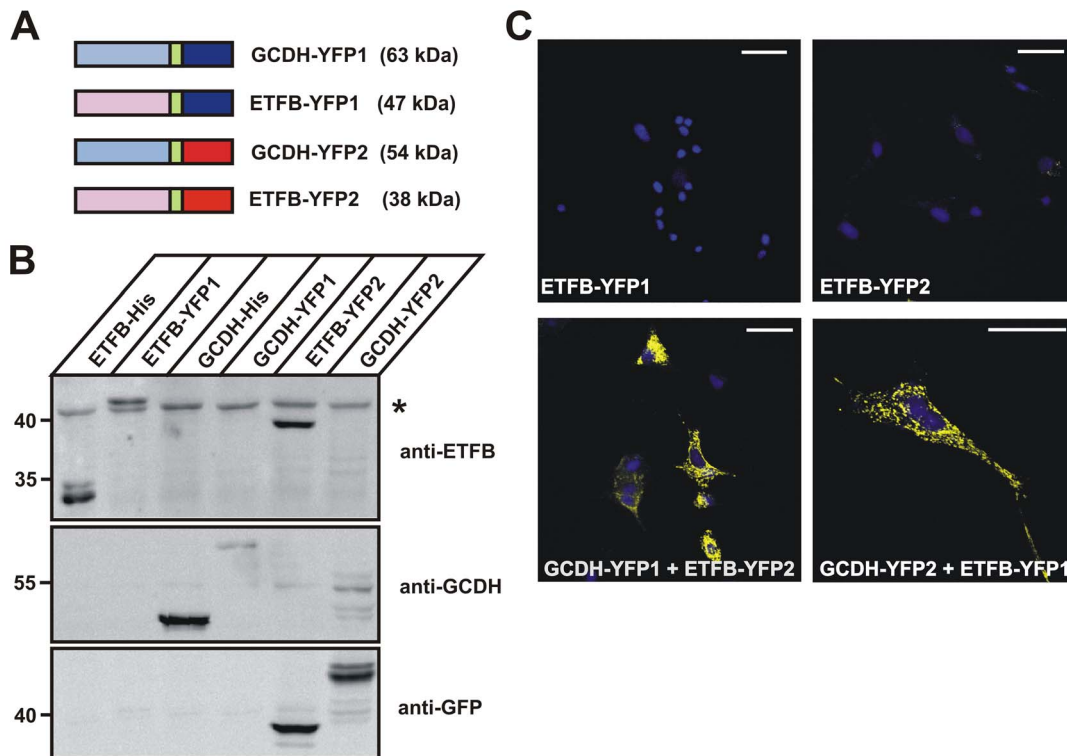 A
GCDH-YFP1 (63 kDa)
ETFB-YFP1 (47 kDa)
GCDH-YFP2 (54 kDa)
ETFB-YFP2 (38 kDa)
B
ETFB-His
ETFB-YFP1
GCDH-His
GCDH-YFP1
ETFB-YFP2
GCDH-YFP2
40
35
*
anti-ETFB
55
anti-GCDH
40
anti-GFP
C
ETFB-YFP1
ETFB-YFP2
GCDH-YFP1 + ETFB-YFP2
GCDH-YFP2 + ETFB-YFP1